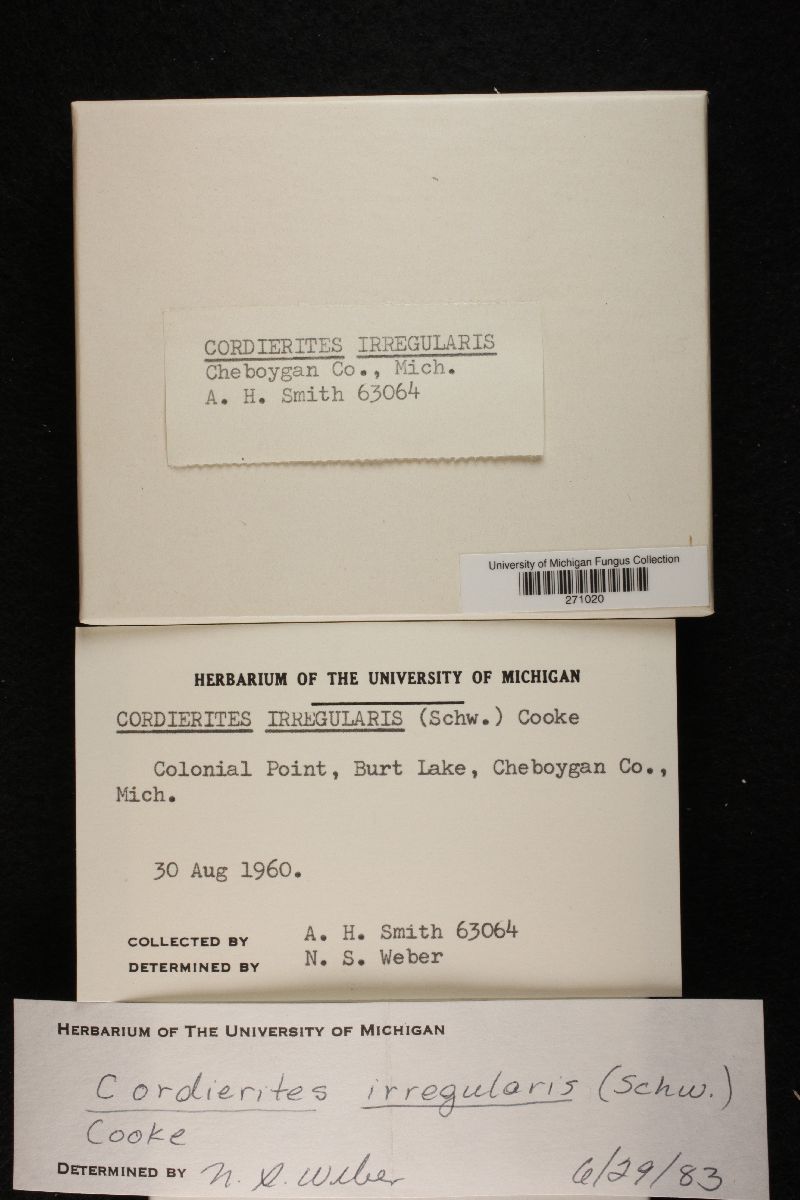 CORDIERITES IRREGULARIS
Cheboygan Co., Mich.
A. H. Smith 63064
University of Michigan Fungus Collection
271020
HERBARIUM OF THE UNIVERSITY OF MICHIGAN
CORDIERITES IRREGULARIS (Schw.) Cooke
Colonial Point, Burt Lake, Cheboygan Co.,
Mich.
30 Aug 1960.
COLLECTED BY A. H. Smith 63064
DETERMINED BY N. S. Weber
HERBARIUM OF THE UNIVERSITY OF MICHIGAN
Cordierites irregularis (Schw.)
Cooke
DETERMINED BY N. S. Weber 6/29/83